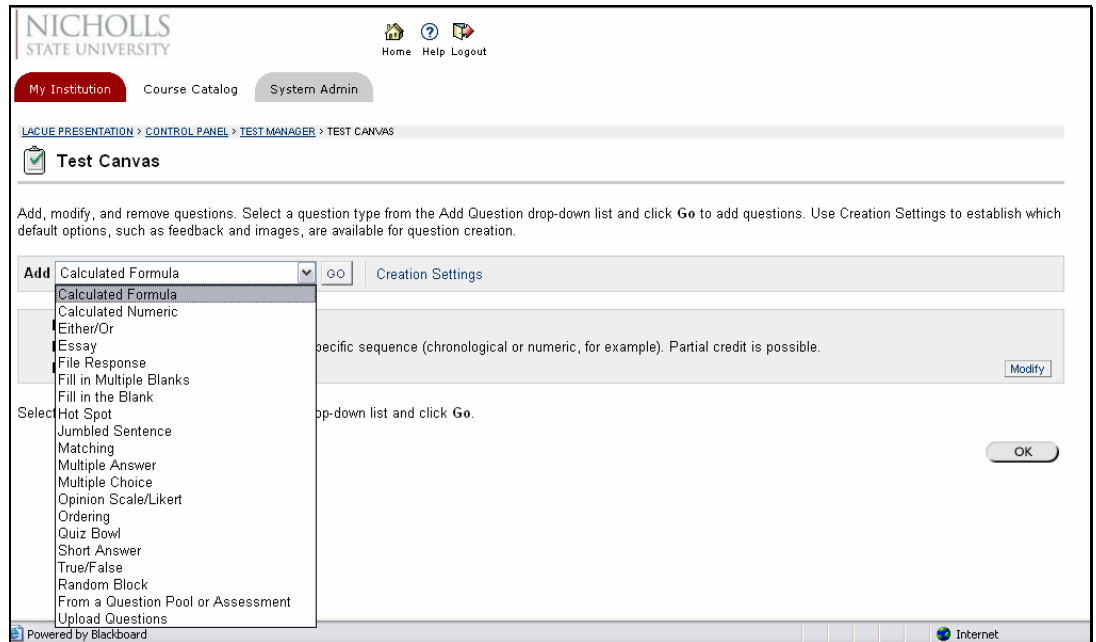 NICHOLLS
STATE UNIVERSITY
Home Help Logout
My Institution Course Catalog System Admin
LACUE PRESENTATION > CONTROL PANEL > TEST MANAGER > TEST CANVAS
Test Canvas
Add, modify, and remove questions. Select a question type from the Add Question drop-down list and click Go to add questions. Use Creation Settings to establish which
default options, such as feedback and images, are available for question creation.
Add Calculated Formula GO Creation Settings
Calculated Formula
Calculated Numeric
Either/Or
Essay
pecific sequence (chronological or numeric, for example). Partial credit is possible.
File Response
Modify
Fill in Multiple Blanks
Fill in the Blank
Select Hot Spot op-down list and click Go.
Jumbled Sentence
Matching
OK
Multiple Answer
Multiple Choice
Opinion Scale/Likert
Ordering
Quiz Bowl
Short Answer
True/False
Random Block
From a Question Pool or Assessment
Upload Questions
Powered by Blackboard Internet